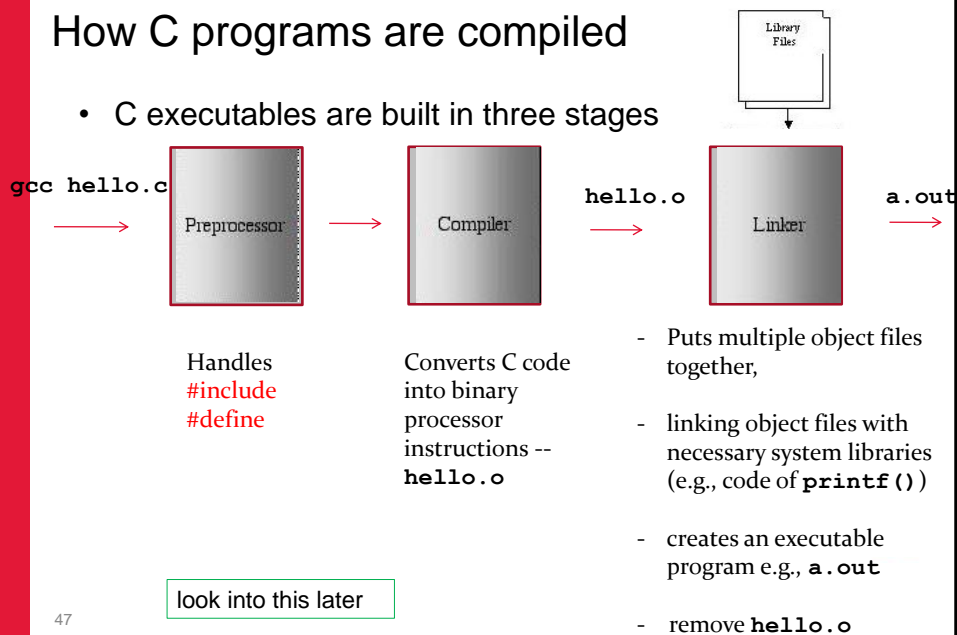 How C programs are compiled
Library
Files
• C executables are built in three stages
gcc hello.c
Preprocessor
Compiler
hello.o
Linker
a.out
Handles
#include
#define
Converts C code
into binary
processor
instructions --
hello.o
- Puts multiple object files
together,
- linking object files with
necessary system libraries
(e.g., code of printf())
- creates an executable
program e.g., a.out
- remove hello.o
look into this later
47